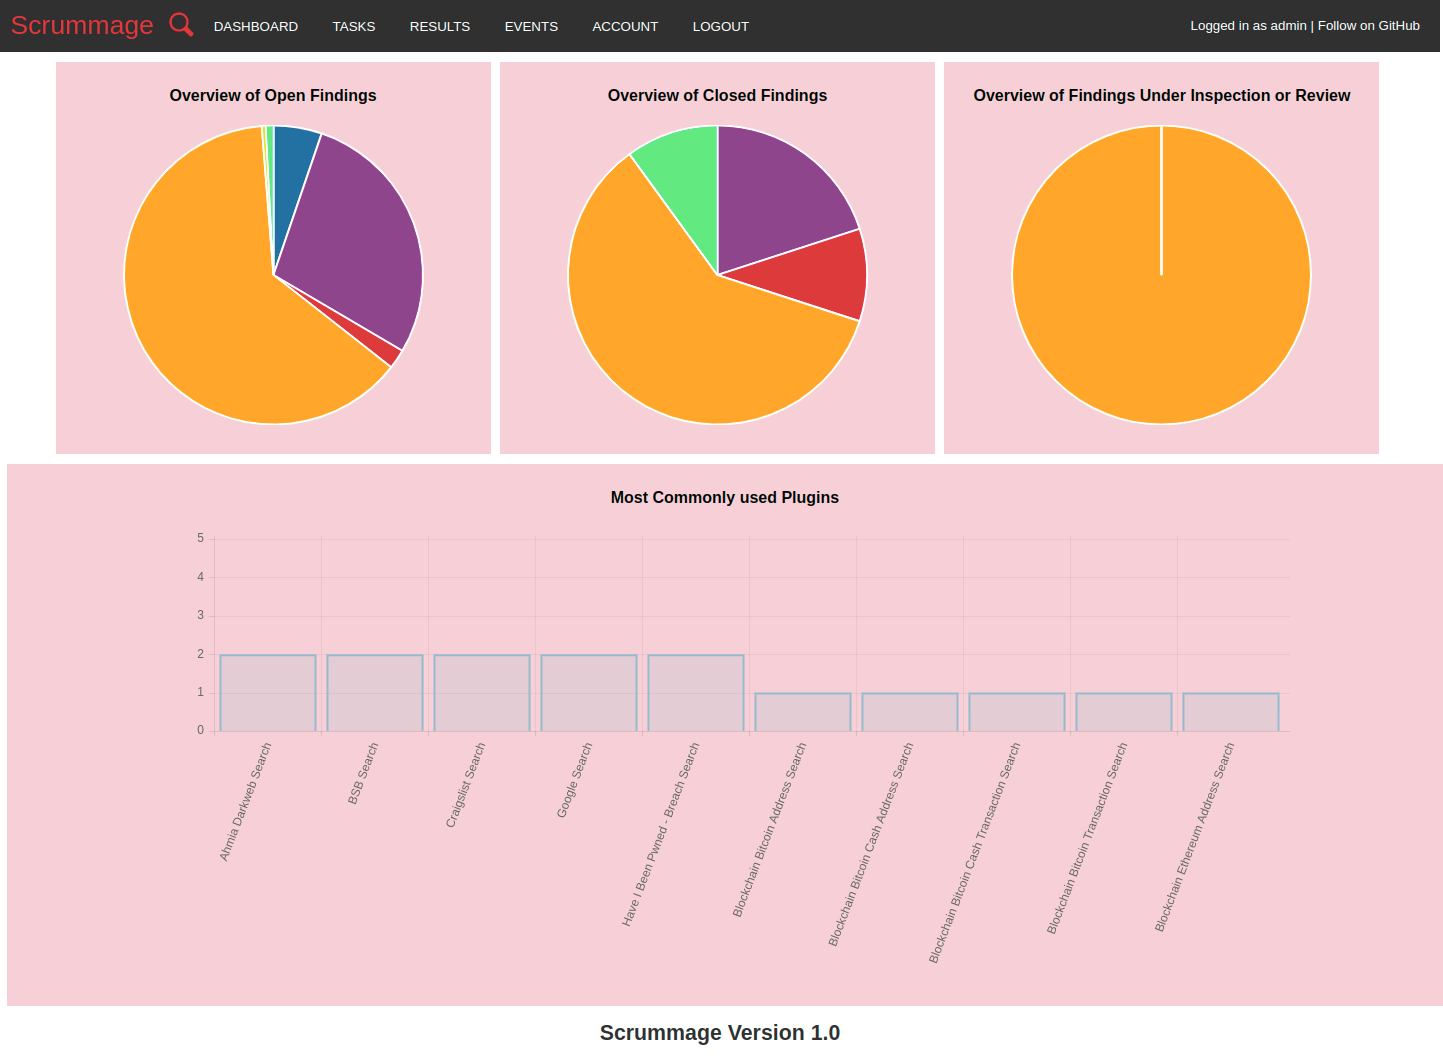 Scrummage
DASHBOARD TASKS RESULTS EVENTS ACCOUNT LOGOUT
Logged in as admin | Follow on GitHub
Overview of Open Findings
Overview of Closed Findings
Overview of Findings Under Inspection or Review
Most Commonly used Plugins
5
4
3
2
1
0
Ahmia Darkweb Search
BSB Search
Craigslist Search
Google Search
Have I Been Pwned - Breach Search
Blockchain Bitcoin Address Search
Blockchain Bitcoin Cash Address Search
Blockchain Bitcoin Cash Transaction Search
Blockchain Bitcoin Transaction Search
Blockchain Ethereum Address Search
Scrummage Version 1.0